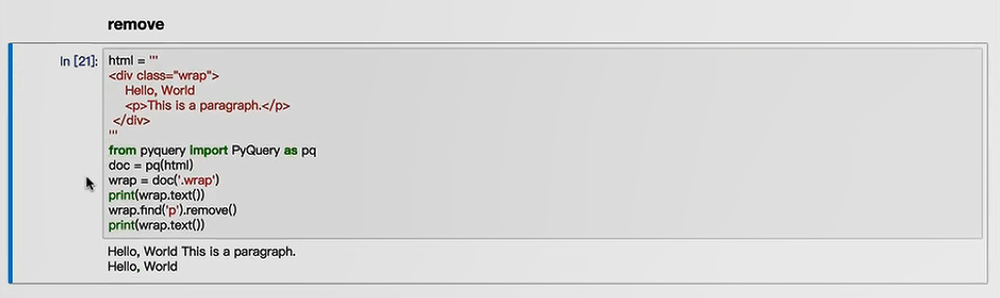 remove
In [21]: html = '''
<div class="wrap">
    Hello, World
    <p>This is a paragraph.</p>
 </div>
'''
from pyquery import PyQuery as pq
doc = pq(html)
wrap = doc('.wrap')
print(wrap.text())
wrap.find('p').remove()
print(wrap.text())
Hello, World This is a paragraph.
Hello, World